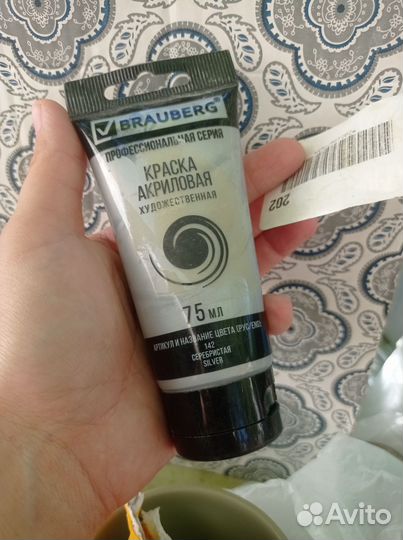 BRAUBERG
ПРОФЕССИОНАЛЬНАЯ СЕРИЯ
КРАСКА
АКРИЛОВАЯ
ХУДОЖЕСТВЕННАЯ
75 МЛ
АРТИКУЛ И НАЗВАНИЕ ЦВЕТА (РУС/ENG):
142
СЕРЕБРИСТАЯ
SILVER
202
Avito